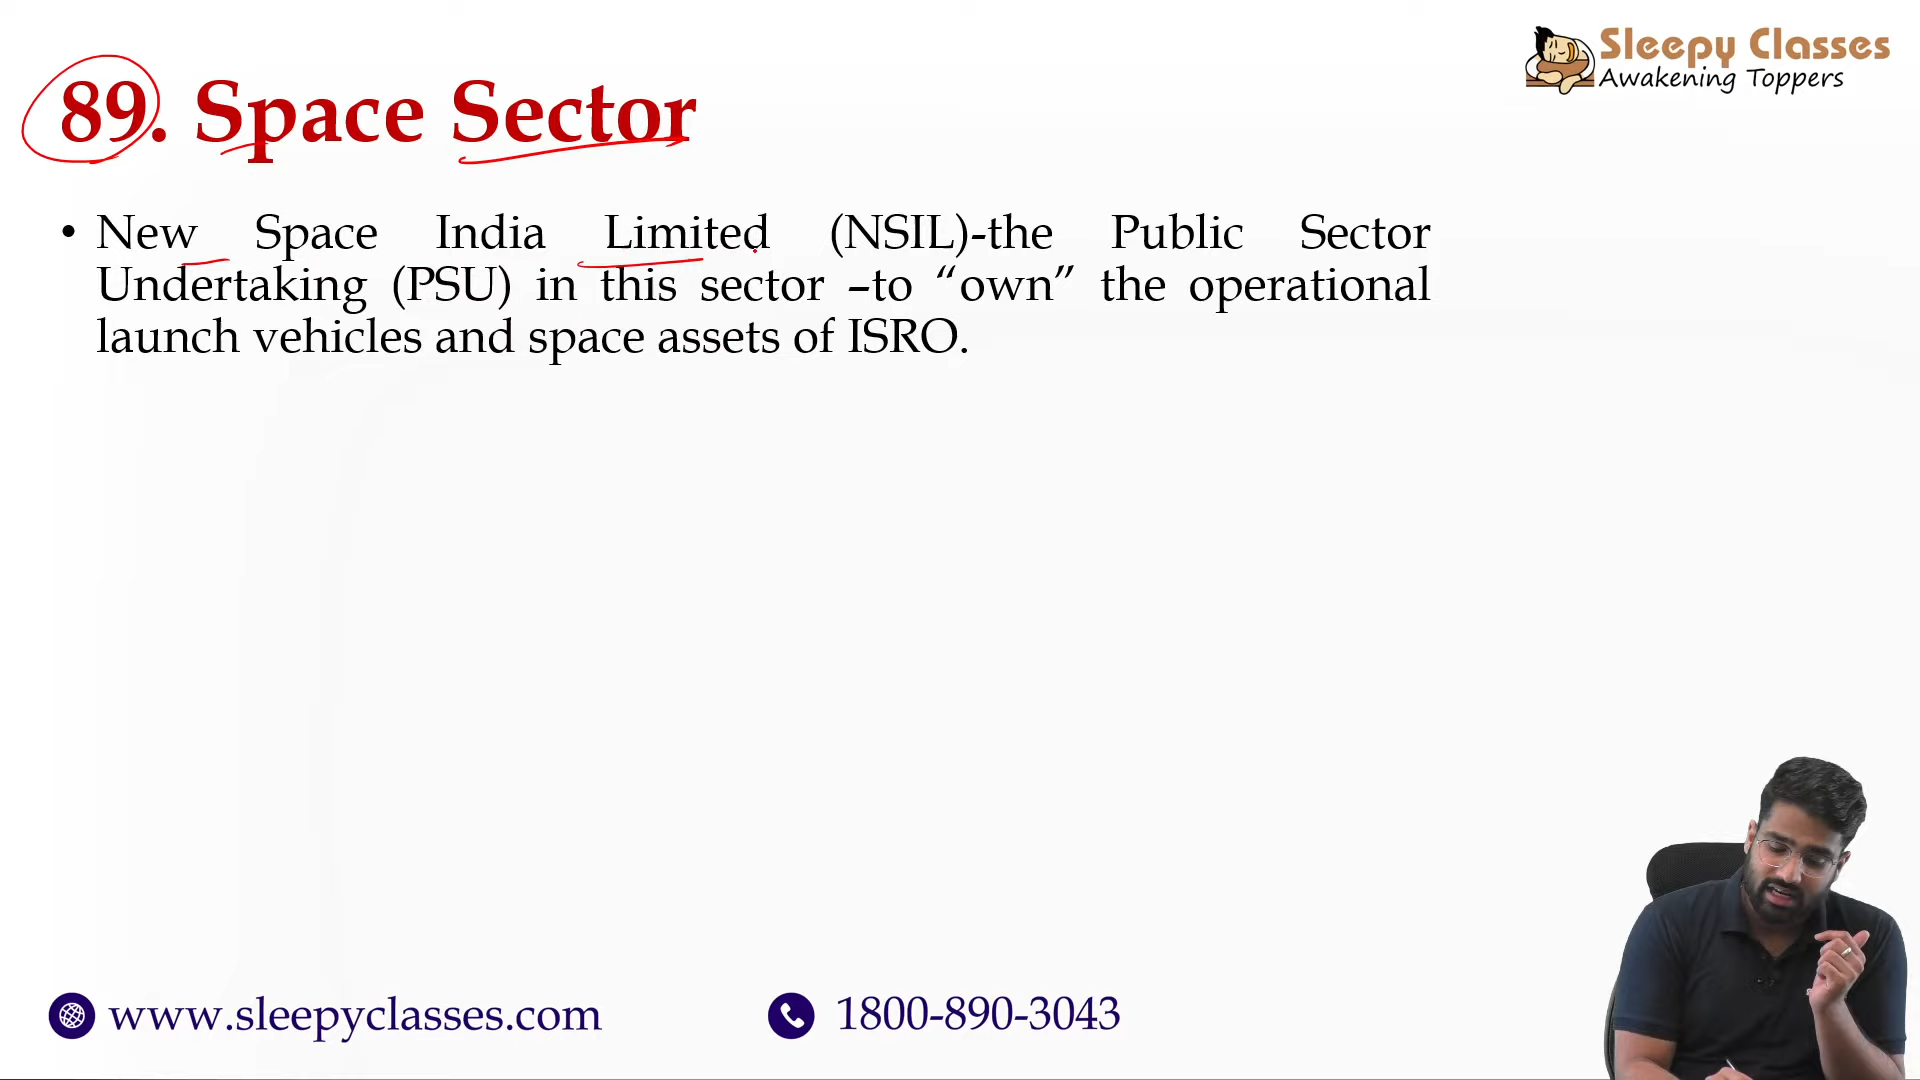 Sleepy Classes
Awakening Toppers
89. Space Sector
• New Space India Limited (NSIL)-the Public Sector
Undertaking (PSU) in this sector –to “own” the operational
launch vehicles and space assets of ISRO.
www.sleepyclasses.com
1800-890-3043